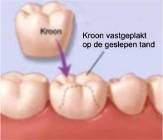 Kroon
Kroon vastgeplakt
op de geslepen tand